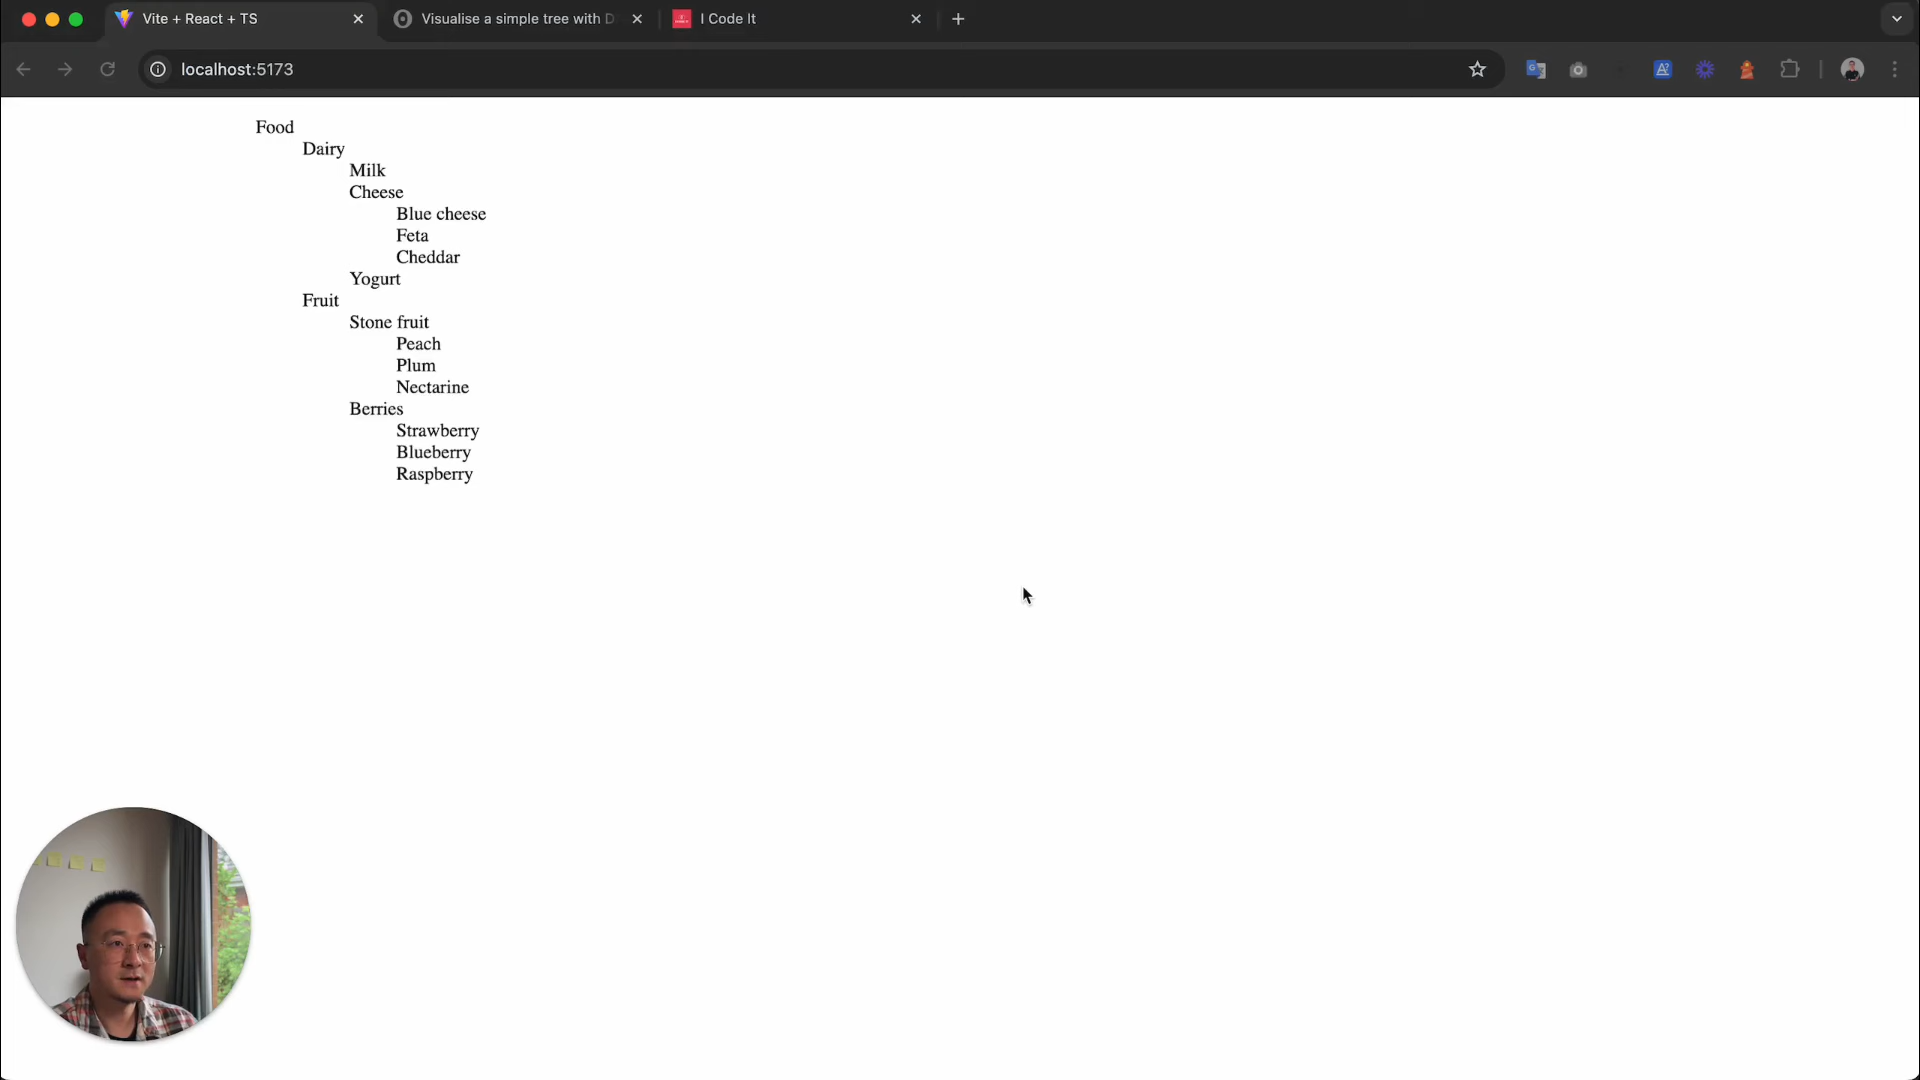 Vite + React + TS
Visualise a simple tree with D
I Code It
localhost:5173
Food
Dairy
Milk
Cheese
Blue cheese
Feta
Cheddar
Yogurt
Fruit
Stone fruit
Peach
Plum
Nectarine
Berries
Strawberry
Blueberry
Raspberry